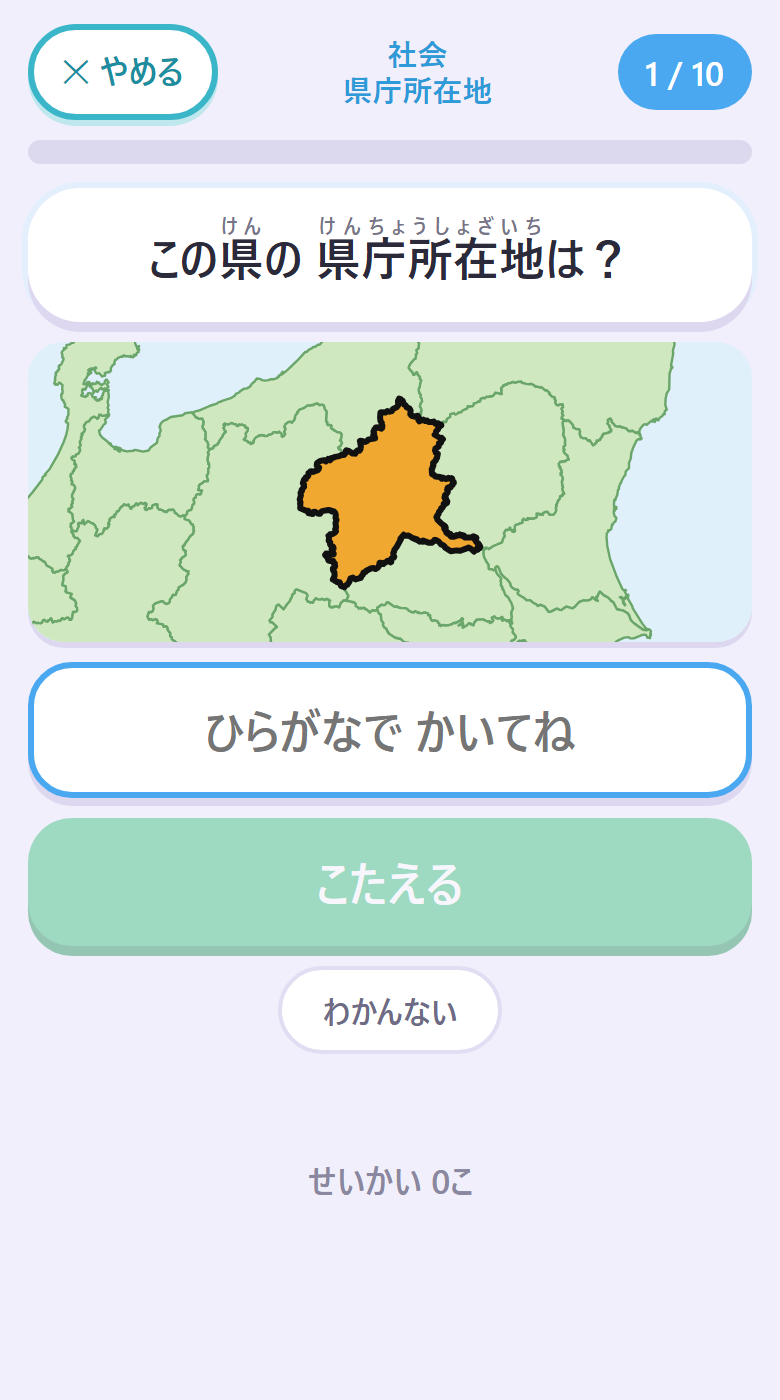 × やめる
社会
県庁所在地
1 / 10
けん けんちょうしょざいち
この県の 県庁所在地は？
ひらがなで かいてね
こたえる
わかんない
せいかい 0こ